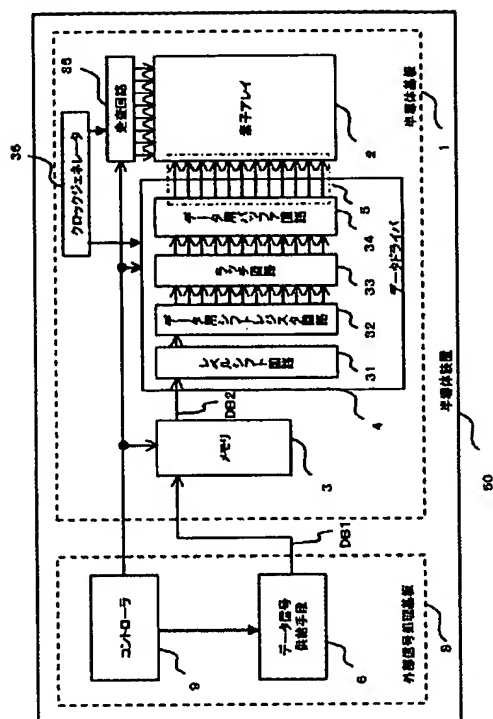 36
クロックジェネレータ
35
走査回路
素子アレイ
2
5
データ用バッファ回路
34
ラッチ回路
33
データ用シフトレジスタ回路
32
レベルシフト回路
31
データドライバ
4
DB2
メモリ
3
半導体基板
1
DB1
コントローラ
9
データ信号
供給手段
6
外部信号処理基板
8
半導体装置
50